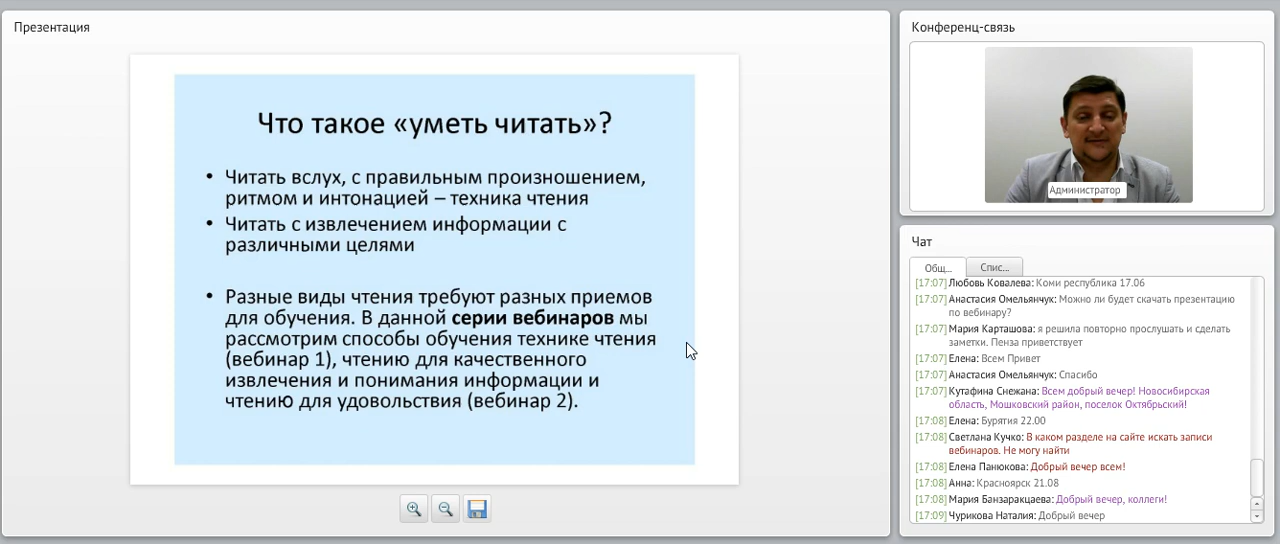 Презентация
Что такое «уметь читать»?
• Читать вслух, с правильным произношением,
ритмом и интонацией – техника чтения
• Читать с извлечением информации с
различными целями
• Разные виды чтения требуют разных приемов
для обучения. В данной серии вебинаров мы
рассмотрим способы обучения технике чтения
(вебинар 1), чтению для качественного
извлечения и понимания информации и
чтению для удовольствия (вебинар 2).
Конференц-связь
Администратор
Чат
Общ...
Спис...
[17:07] Любовь Ковалева: Коми республика 17.06
[17:07] Анастасия Омельянчук: Можно ли будет скачать презентацию
по вебинару?
[17:07] Мария Карташова: я решила повторно прослушать и сделать
заметки. Пенза приветствует
[17:07] Елена: Всем Привет
[17:07] Анастасия Омельянчук: Спасибо
[17:07] Кутафина Снежана: Всем добрый вечер! Новосибирская
область, Мошковский район, поселок Октябрьский!
[17:08] Елена: Бурятия 22.00
[17:08] Светлана Кучко: В каком разделе на сайте искать записи
вебинаров. Не могу найти
[17:08] Елена Панюкова: Добрый вечер всем!
[17:08] Анна: Красноярск 21.08
[17:08] Мария Банзаракцаева: Добрый вечер, коллеги!
[17:09] Чурикова Наталия: Добрый вечер